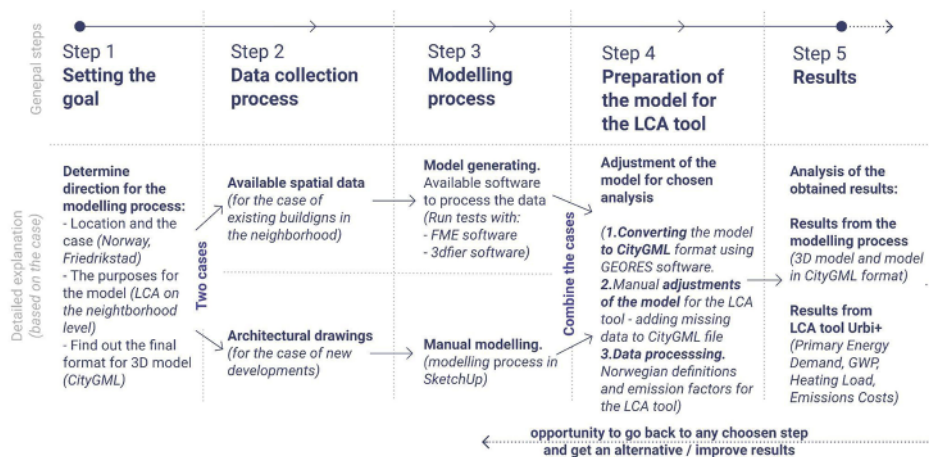 Genepal steps
Step 1
Setting the
goal
Step 2
Data collection
process
Step 3
Modelling
process
Step 4
Preparation of
the model for
the LCA tool
Step 5
Results
Detailed explanation
(based on the case)
Determine
direction for the
modelling process:
- Location and the
case (Norway,
Friedrikstad)
- The purposes for
the model (LCA on
the neightborhood
level)
- Find out the final
format for 3D model
(CityGML)
Two cases
Available spatial data
(for the case of
existing buildigns in
the neighborhood)
Architectural drawings
(for the case of new
developments)
Model generating.
Available software
to process the data
(Run tests with:
- FME software
- 3dfier software)
Manual modelling.
(modelling process in
SketchUp)
Combine the cases
Adjustment of the
model for chosen
analysis
(1.Converting the model
to CityGML format using
GEORES software.
2.Manual adjustments
of the model for the LCA
tool - adding missing
data to CityGML file
3.Data processsing.
Norwegian definitions
and emission factors for
the LCA tool)
Analysis of the
obtained results:
Results from the
modelling process
(3D model and model
in CityGML format)
Results from
LCA tool Urbi+
(Primary Energy
Demand, GWP,
Heating Load,
Emissions Costs)
opportunity to go back to any choosen step
and get an alternative / improve results